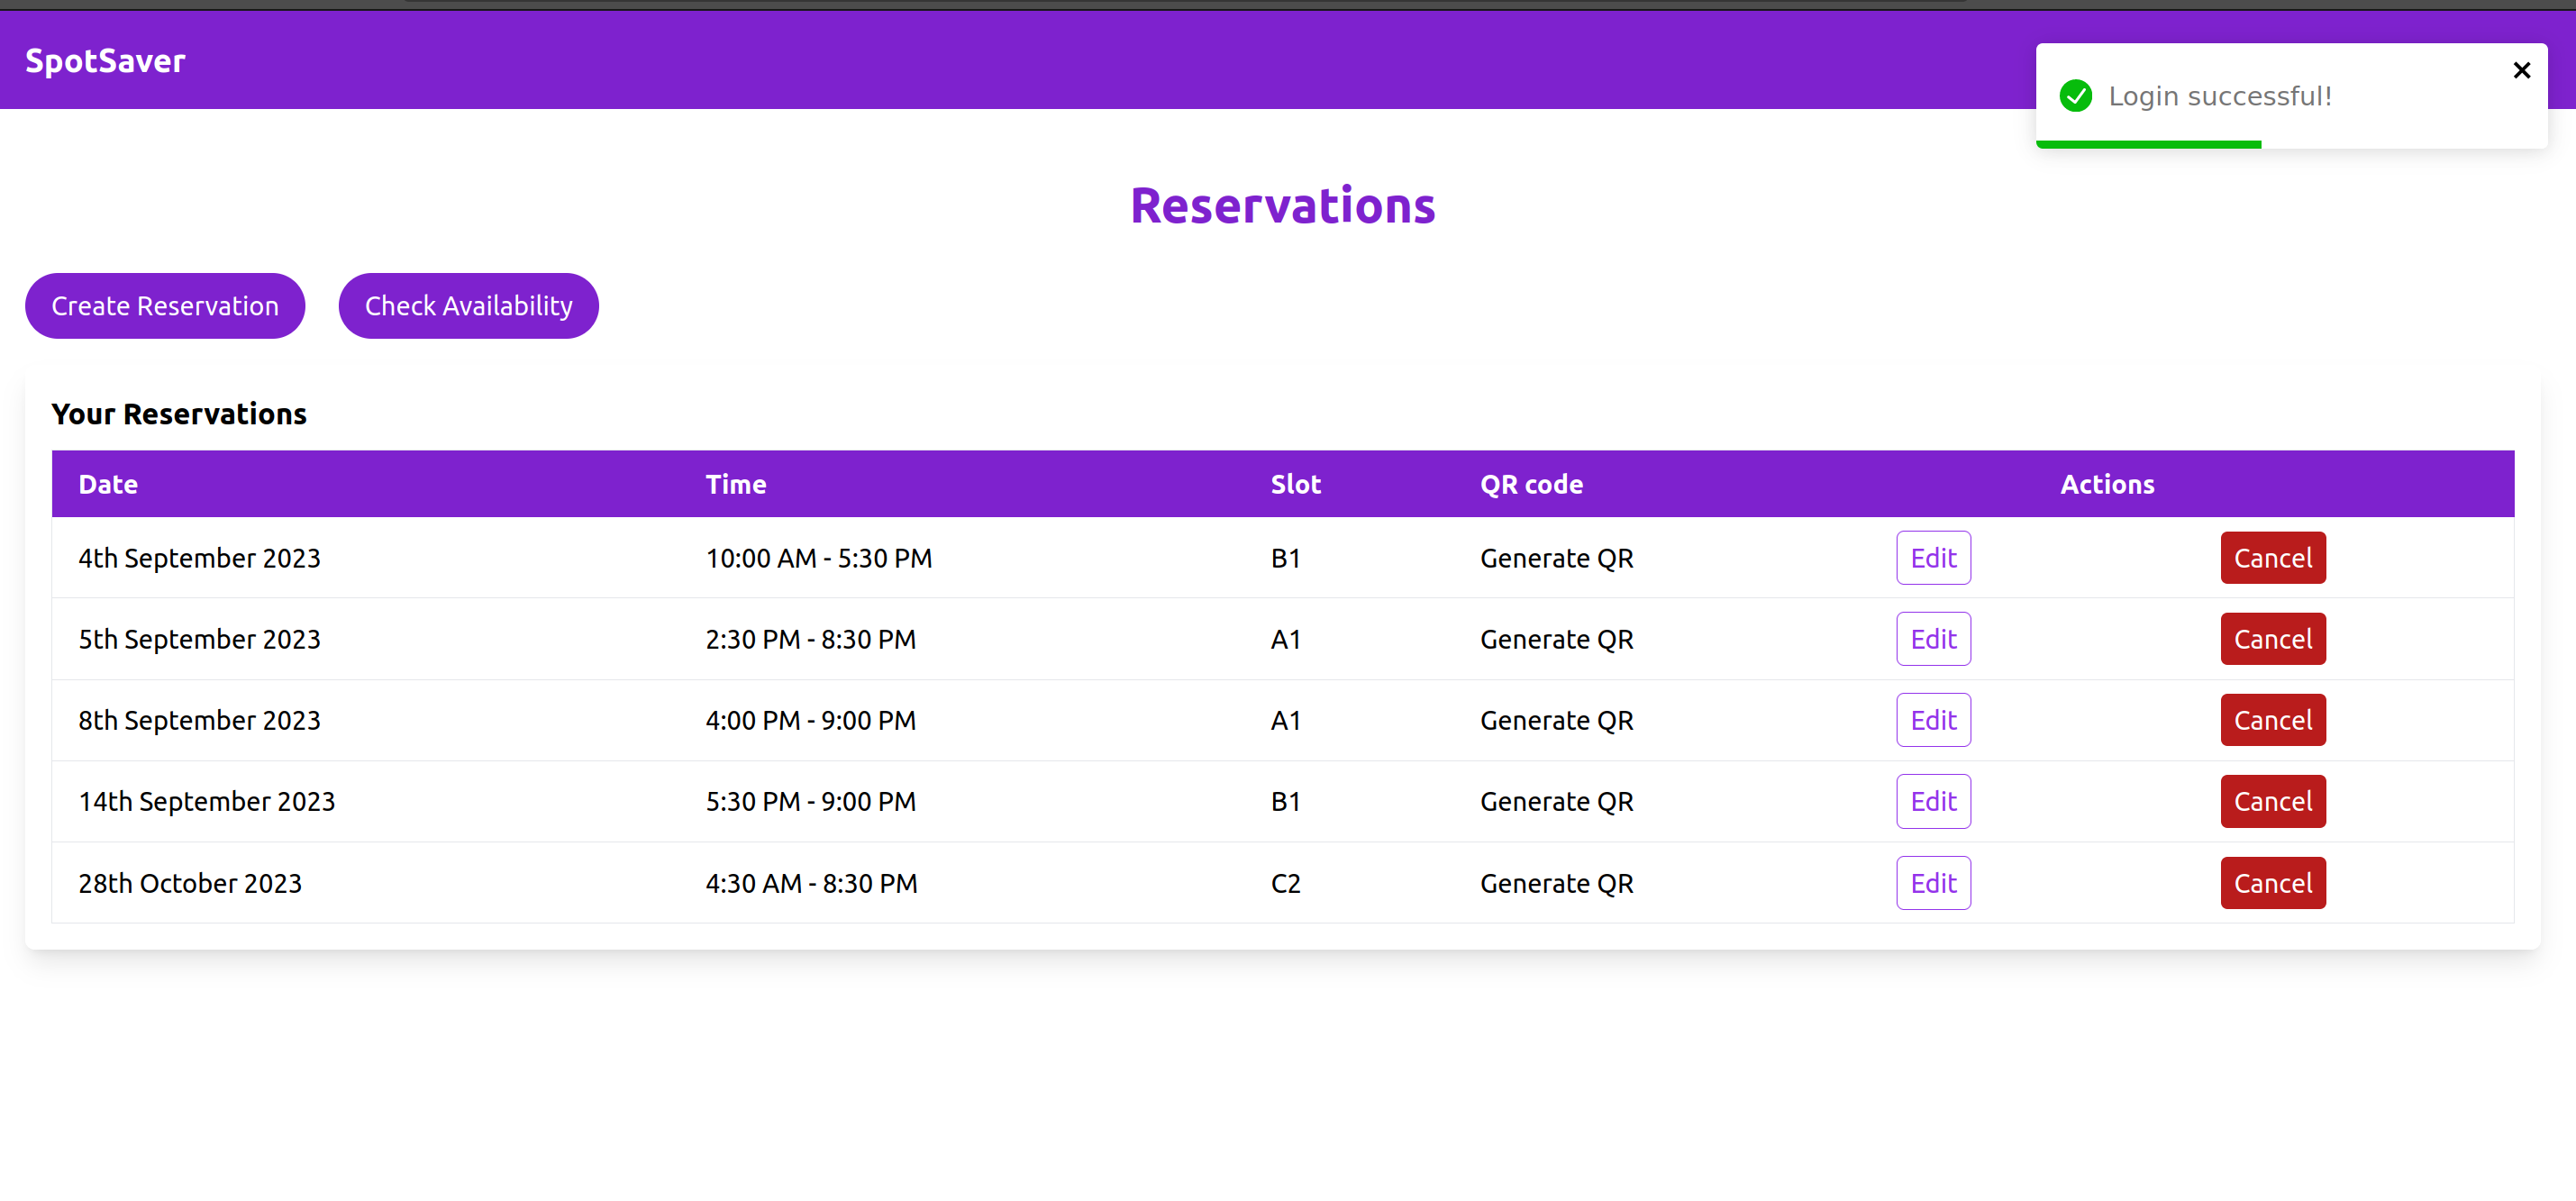 SpotSaver
Login successful!
Reservations
Create Reservation Check Availability
Your Reservations
Date Time Slot QR code Actions
4th September 2023 10:00 AM - 5:30 PM B1 Generate QR Edit Cancel
5th September 2023 2:30 PM - 8:30 PM A1 Generate QR Edit Cancel
8th September 2023 4:00 PM - 9:00 PM A1 Generate QR Edit Cancel
14th September 2023 5:30 PM - 9:00 PM B1 Generate QR Edit Cancel
28th October 2023 4:30 AM - 8:30 PM C2 Generate QR Edit Cancel